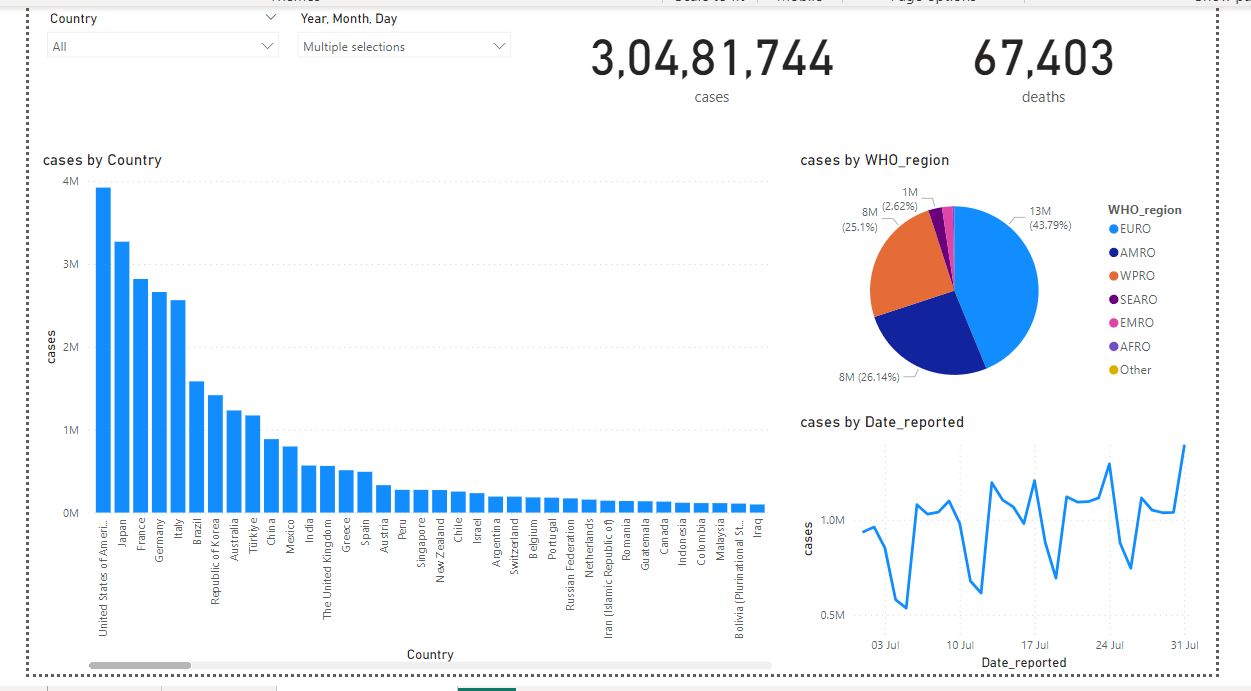 Country
Year, Month, Day
All
Multiple selections
3,04,81,744
cases
67,403
deaths
cases by Country
4M
3M
2M
1M
0M
cases
United States of Ameri...
Japan
France
Germany
Italy
Brazil
Republic of Korea
Australia
Türkiye
China
Mexico
India
The United Kingdom
Greece
Spain
Austria
Peru
Singapore
New Zealand
Chile
Israel
Argentina
Switzerland
Belgium
Portugal
Russian Federation
Netherlands
Iran (Islamic Republic of)
Romania
Guatemala
Canada
Indonesia
Colombia
Malaysia
Bolivia (Plurinational St...
Iraq
Country
cases by WHO_region
1M
(2.62%)
8M
(25.1%)
13M
(43.79%)
8M (26.14%)
WHO_region
EURO
AMRO
WPRO
SEARO
EMRO
AFRO
Other
cases by Date_reported
1.0M
0.5M
cases
03 Jul
10 Jul
17 Jul
24 Jul
31 Jul
Date_reported